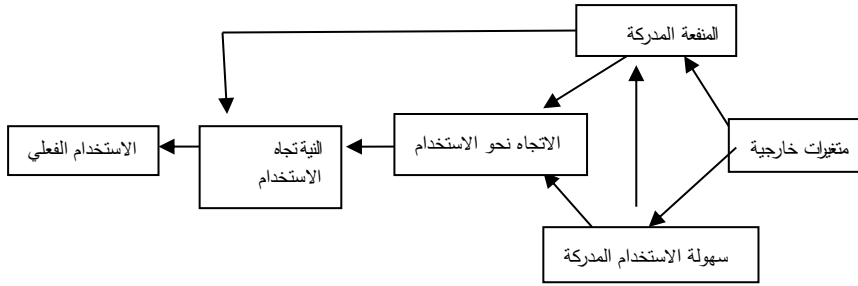 المنفعة المدركة
متغيرات خارجية
الاتجاه نحو الاستخدام
النية تجاه
الاستخدام
الاستخدام الفعلي
سهولة الاستخدام المدركة